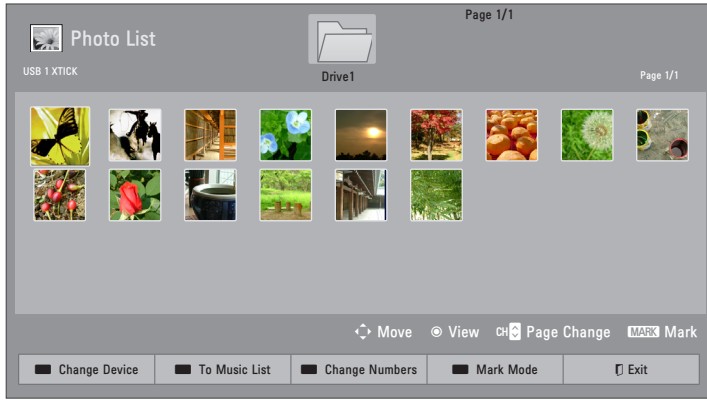 Page 1/1
Photo List
USB 1 XTICK
Drive1
Page 1/1
Move View CH Page Change MARK Mark
Change Device To Music List Change Numbers Mark Mode Exit